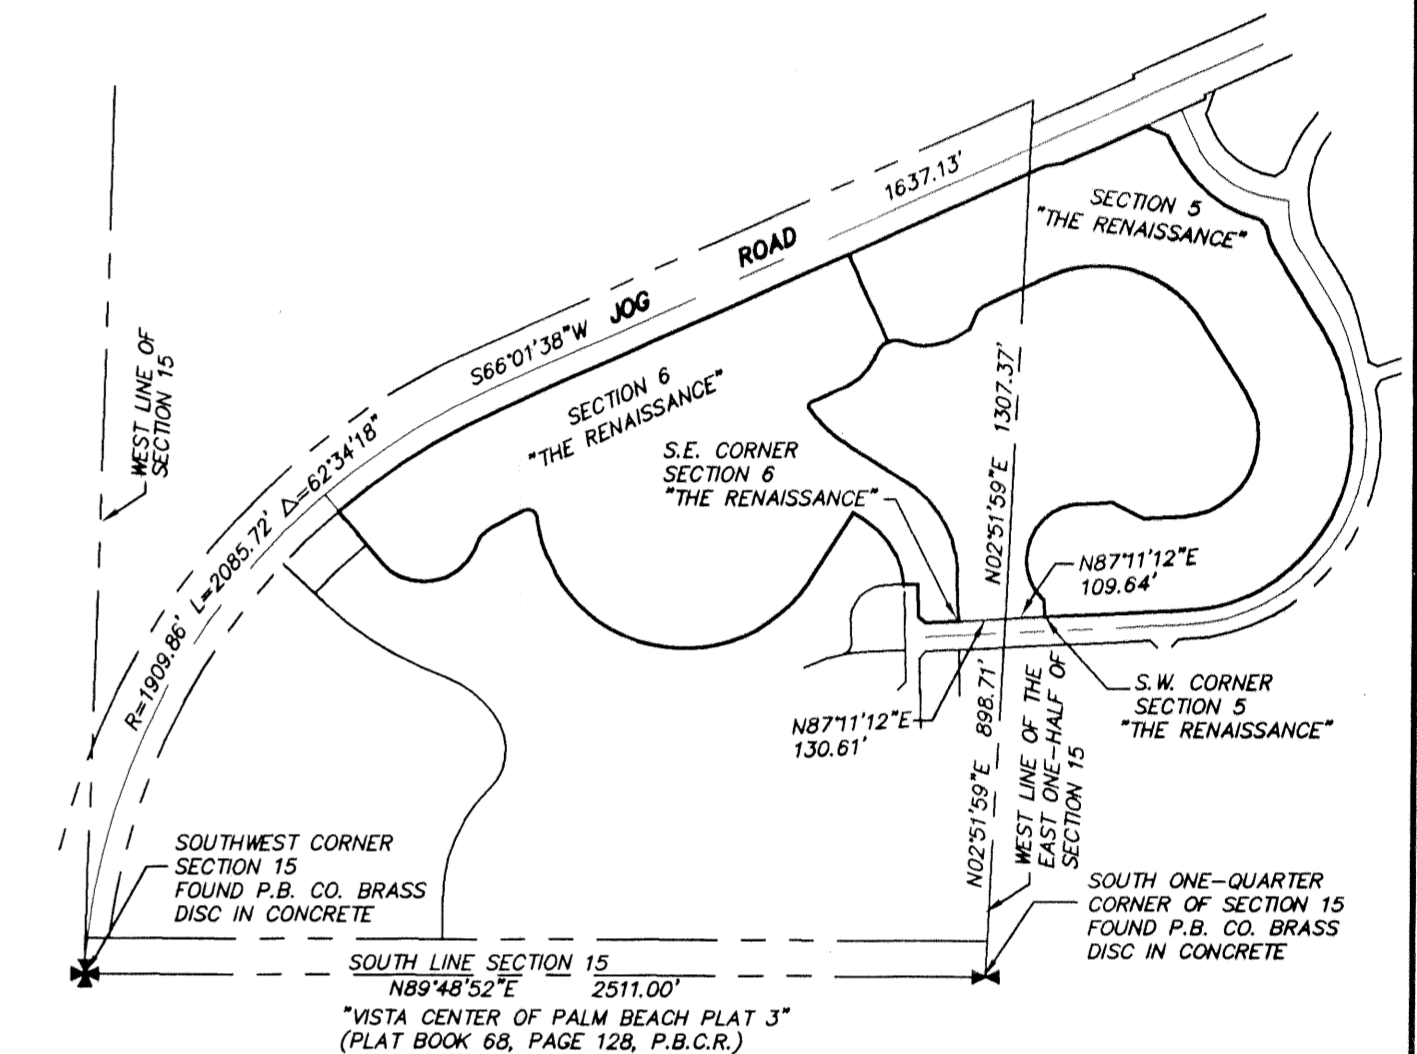 1637.13'
SECTION 5
"THE RENAISSANCE"
JOG ROAD
S66°01'38"W
WEST LINE OF
SECTION 15
SECTION 6
"THE RENAISSANCE"
N02°51'59"E 1307.37'
Δ=62°34'18"
L=2085.72'
R=1909.86'
S.E. CORNER
SECTION 6
"THE RENAISSANCE"
N87°11'12"E
109.64'
S.W. CORNER
SECTION 5
"THE RENAISSANCE"
N87°11'12"E
130.61'
N02°51'59"E 898.71'
WEST LINE OF THE
EAST ONE-HALF OF
SECTION 15
SOUTHWEST CORNER
SECTION 15
FOUND P.B. CO. BRASS
DISC IN CONCRETE
SOUTH ONE-QUARTER
CORNER OF SECTION 15
FOUND P.B. CO. BRASS
DISC IN CONCRETE
SOUTH LINE SECTION 15
N89°48'52"E 2511.00'
"VISTA CENTER OF PALM BEACH PLAT 3"
(PLAT BOOK 68, PAGE 128, P.B.C.R.)